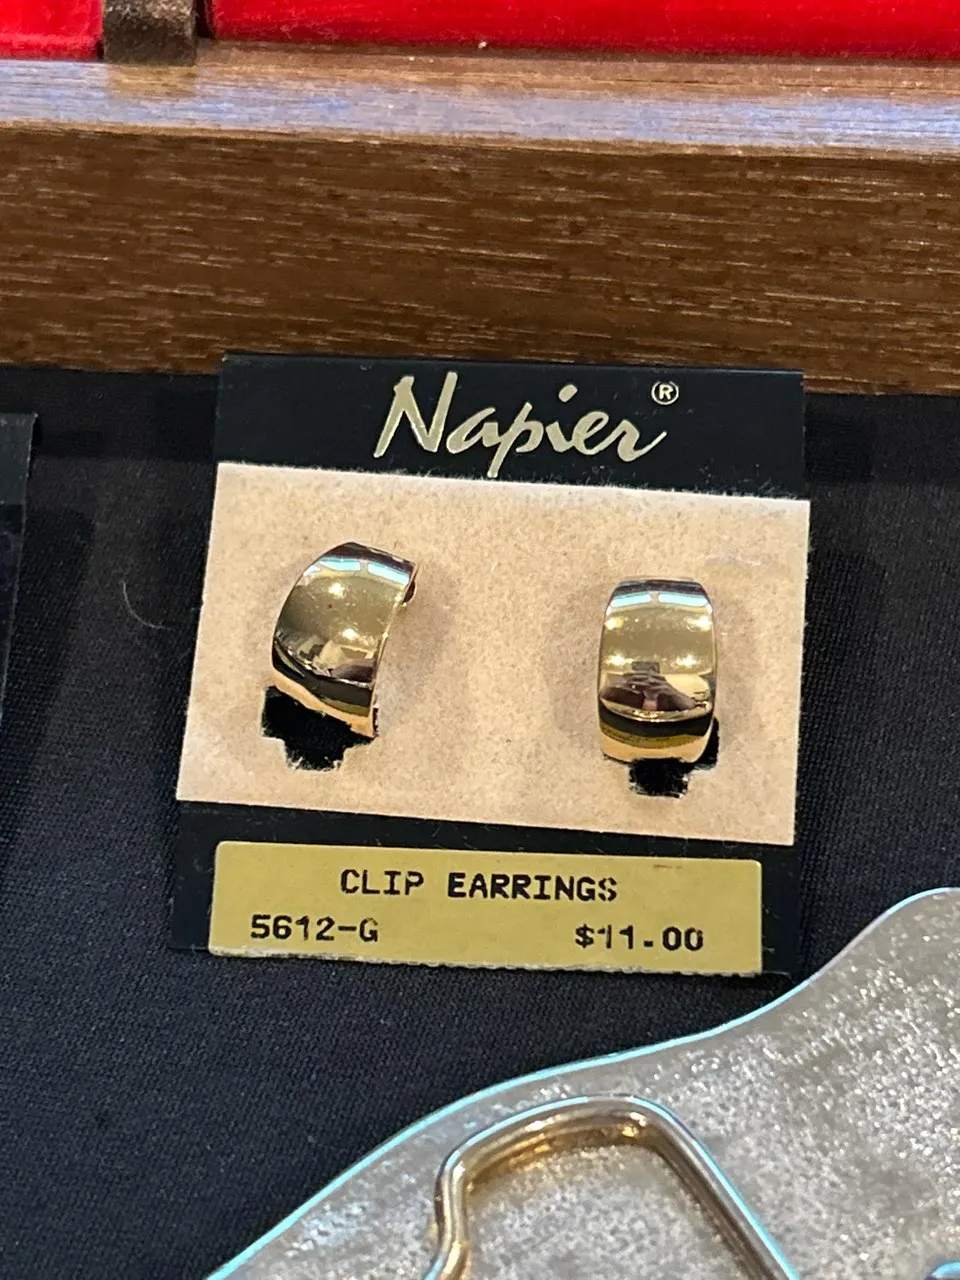 Napier®
CLIP EARRINGS
5612-G $11.00